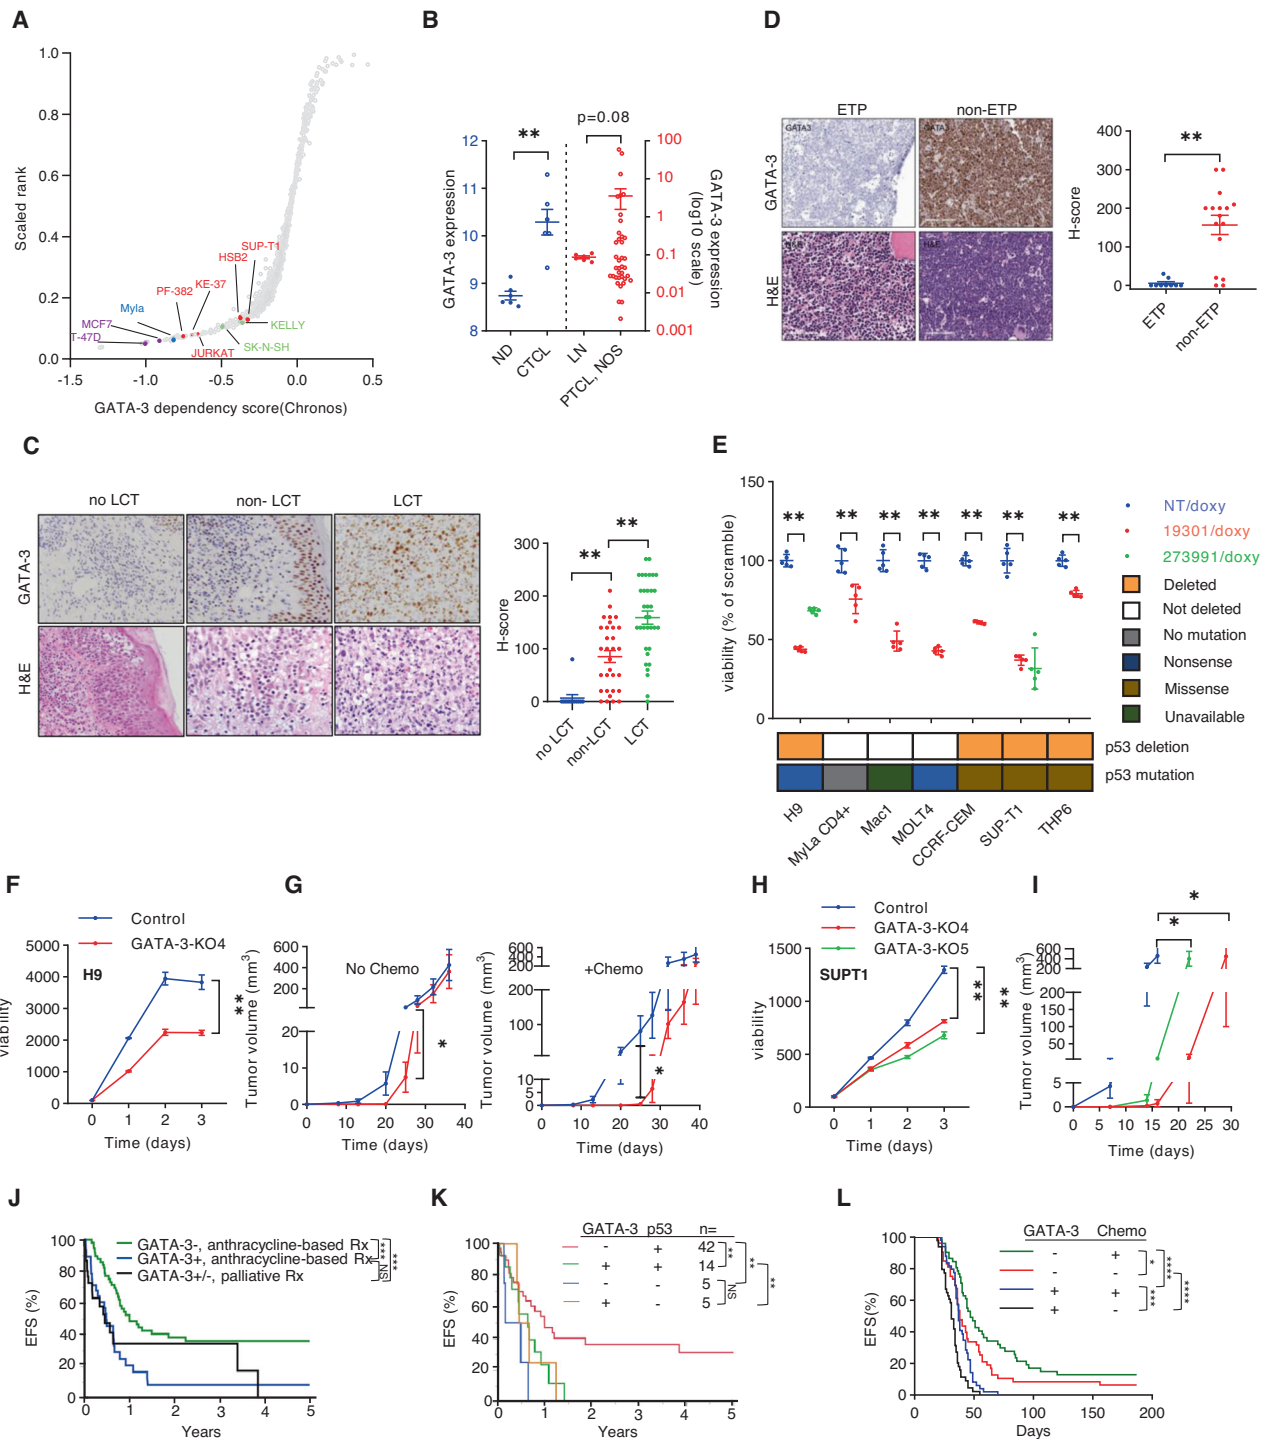 A
Scaled rank
1.0
0.8
0.6
0.4
0.2
0.0
-1.5
-1.0
-0.5
0.0
0.5
GATA-3 dependency score(Chronos)
SUP-T1
HSB2
KE-37
PF-382
Myla
MCF7
T-47D
JURKAT
SK-N-SH
KELLY
B
GATA-3 expression
12
11
10
9
8
**
p=0.08
100
10
1
0.1
0.01
0.001
GATA-3 expression
(log10 scale)
ND
CTCL
LN
PTCL, NOS
C
no LCT
non- LCT
LCT
GATA-3
H&E
H-score
300
200
100
0
**
**
no LCT
non-LCT
LCT
D
ETP
non-ETP
GATA-3
H&E
GATA3
GATA3
H&E
H&E
H-score
400
300
200
100
0
**
ETP
non-ETP
E
viability (% of scramble)
150
100
50
0
**
**
**
**
**
**
**
NT/doxy
19301/doxy
273991/doxy
Deleted
Not deleted
No mutation
Nonsense
Missense
Unavailable
p53 deletion
p53 mutation
H9
MyLa CD4+
Mac1
MOLT4
CCRF-CEM
SUP-T1
THP6
F
Control
GATA-3-KO4
H9
viability
5000
4000
3000
2000
1000
0
**
0
1
2
3
Time (days)
G
Tumor volume (mm3)
600
400
200
20
10
0
No Chemo
*
0
10
20
30
40
Time (days)
Tumor volume (mm3)
600
400
200
200
100
10
5
0
+Chemo
*
0
10
20
30
40
Time (days)
H
Control
GATA-3-KO4
GATA-3-KO5
SUPT1
viability
1500
1000
500
0
**
**
0
1
2
3
Time (days)
I
Tumor volume (mm3)
600
400
200
200
150
100
50
5
0
*
*
0
5
10
15
20
25
30
Time (days)
J
EFS (%)
100
80
60
40
20
0
GATA-3-, anthracycline-based Rx
GATA-3+, anthracycline-based Rx
GATA-3+/-, palliative Rx
***
NS
***
0
1
2
3
4
5
Years
K
EFS (%)
100
80
60
40
20
0
GATA-3 p53 n=
- + 42
+ + 14
- - 5
+ - 5
**
NS
**
**
0
1
2
3
4
5
Years
L
EFS(%)
100
80
60
40
20
0
GATA-3 Chemo
- +
- -
+ +
+ -
*
***
****
****
0
50
100
150
200
Days